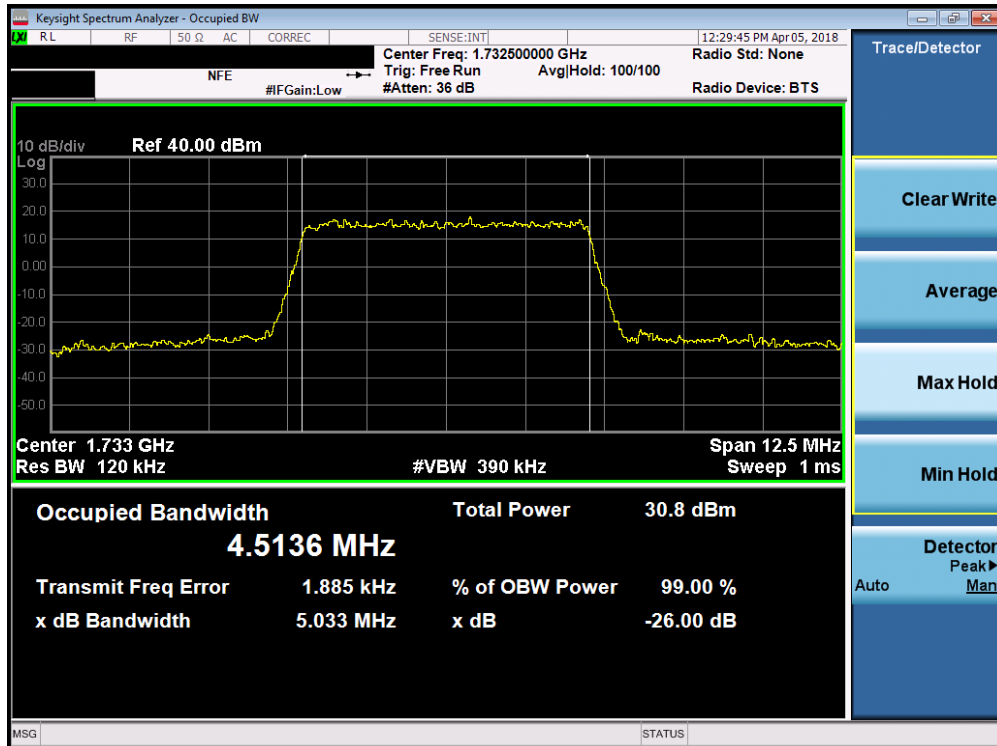 Keysight Spectrum Analyzer - Occupied BW
LXI RL RF 50 Ω AC CORREC SENSE:INT 12:29:45 PM Apr 05, 2018
Center Freq: 1.732500000 GHz Radio Std: None
NFE Trig: Free Run Avg|Hold: 100/100
#IFGain:Low #Atten: 36 dB Radio Device: BTS
Trace/Detector
10 dB/div Ref 40.00 dBm
Log
30.0
20.0
10.0
0.00
-10.0
-20.0
-30.0
-40.0
-50.0
Center 1.733 GHz Span 12.5 MHz
Res BW 120 kHz #VBW 390 kHz Sweep 1 ms
Occupied Bandwidth Total Power 30.8 dBm
4.5136 MHz
Transmit Freq Error 1.885 kHz % of OBW Power 99.00 %
x dB Bandwidth 5.033 MHz x dB -26.00 dB
Clear Write
Average
Max Hold
Min Hold
Detector
Peak▶
Auto Man
MSG STATUS